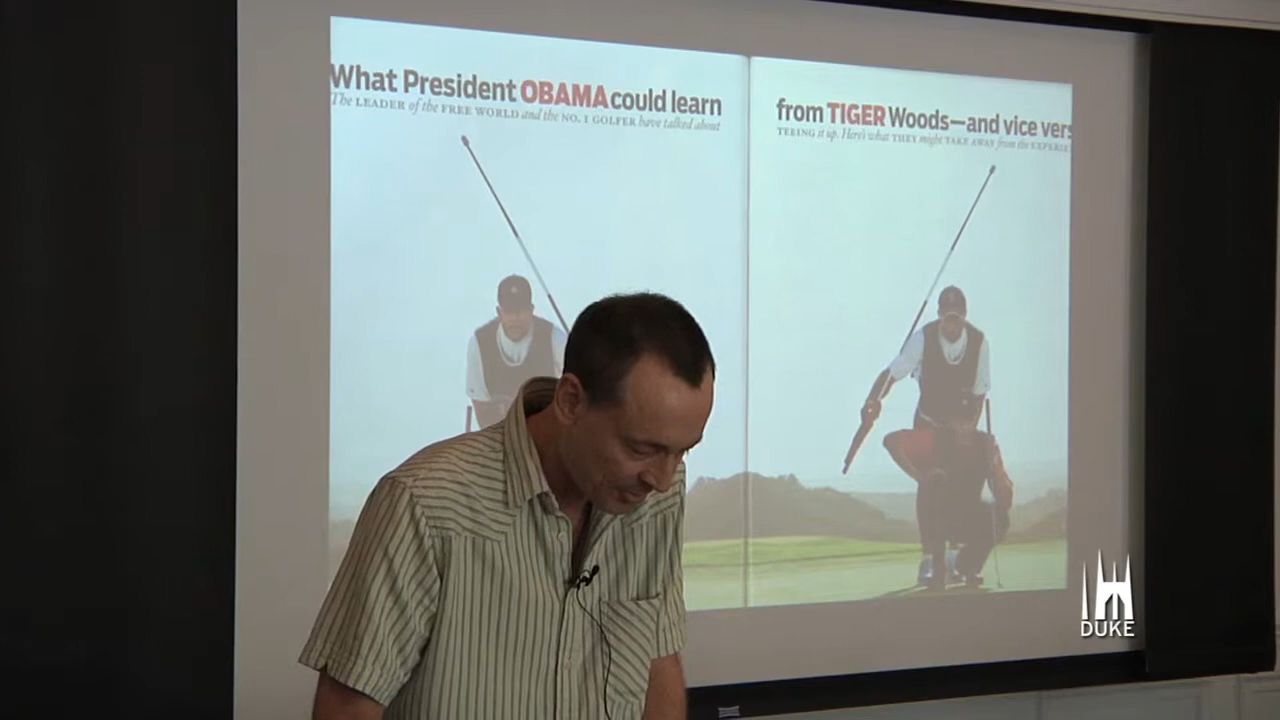 What President OBAMA could learn
The LEADER of the FREE WORLD and the NO. 1 GOLFER have talked about
from TIGER Woods—and vice vers
TEEING it up. Here's what THEY might TAKE AWAY from the EXPERIE
DUKE